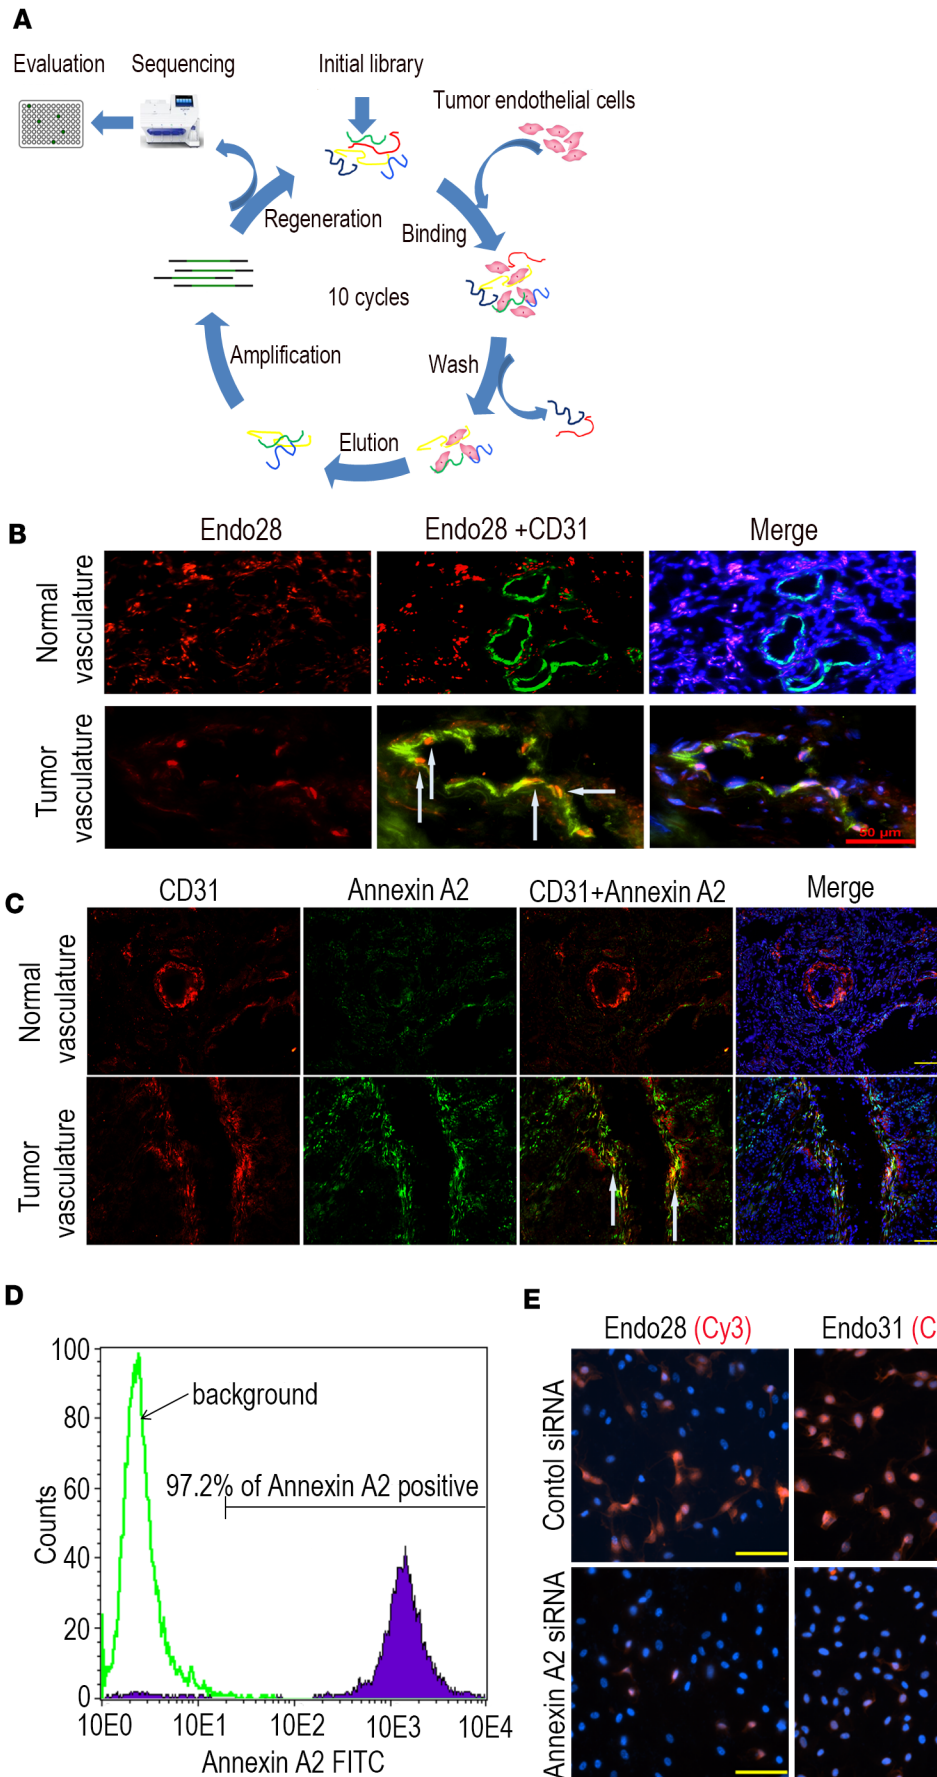 A
Evaluation
Sequencing
Initial library
Tumor endothelial cells
Regeneration
Binding
10 cycles
Amplification
Wash
Elution
B
Endo28
Endo28 +CD31
Merge
Normal
vasculature
Tumor
vasculature
50 µm
C
CD31
Annexin A2
CD31+Annexin A2
Merge
Normal
vasculature
Tumor
vasculature
D
100
80
60
40
20
0
Counts
background
97.2% of Annexin A2 positive
10E0
10E1
10E2
10E3
10E4
Annexin A2 FITC
E
Endo28 (Cy3)
Endo31 (C
Contol siRNA
Annexin A2 siRNA